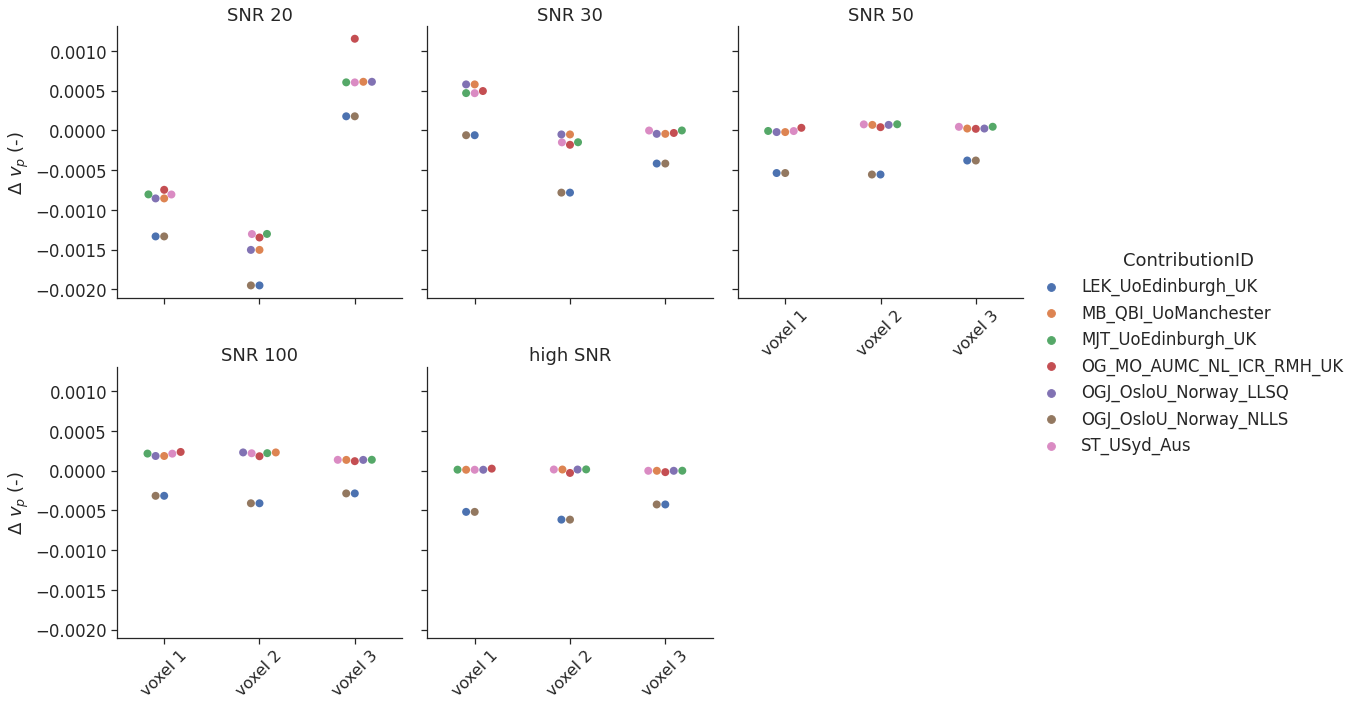 SNR 20
SNR 30
SNR 50
0.0010
0.0005
0.0000
−0.0005
−0.0010
−0.0015
−0.0020
Δ vp (-)
voxel 1
voxel 2
voxel 3
ContributionID
LEK_UoEdinburgh_UK
MB_QBI_UoManchester
MJT_UoEdinburgh_UK
OG_MO_AUMC_NL_ICR_RMH_UK
OGJ_OsloU_Norway_LLSQ
OGJ_OsloU_Norway_NLLS
ST_USyd_Aus
SNR 100
high SNR
0.0010
0.0005
0.0000
−0.0005
−0.0010
−0.0015
−0.0020
Δ vp (-)
voxel 1
voxel 2
voxel 3
voxel 1
voxel 2
voxel 3